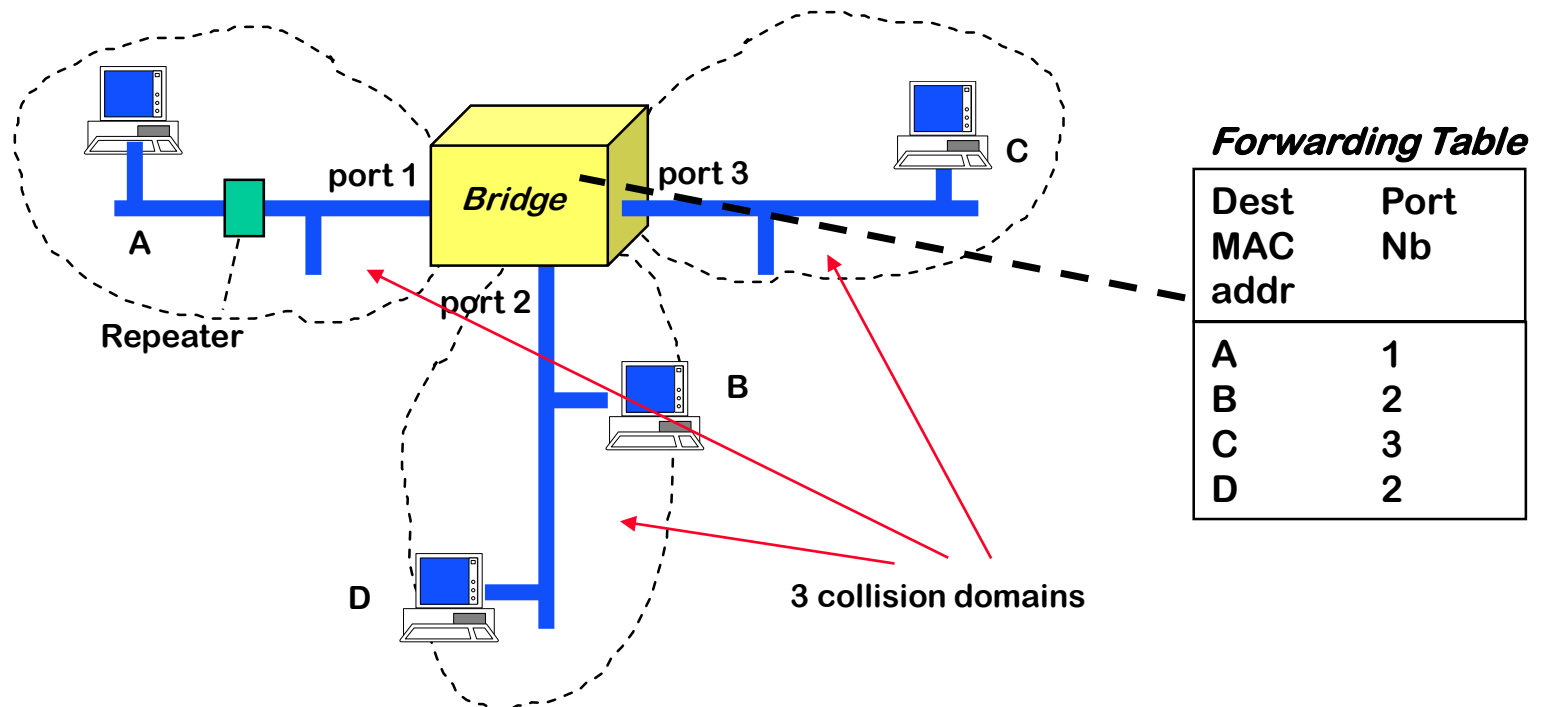 port 1
Bridge
port 3
C
A
port 2
Repeater
B
D
3 collision domains
Forwarding Table
Dest Port
MAC Nb
addr
A 1
B 2
C 3
D 2